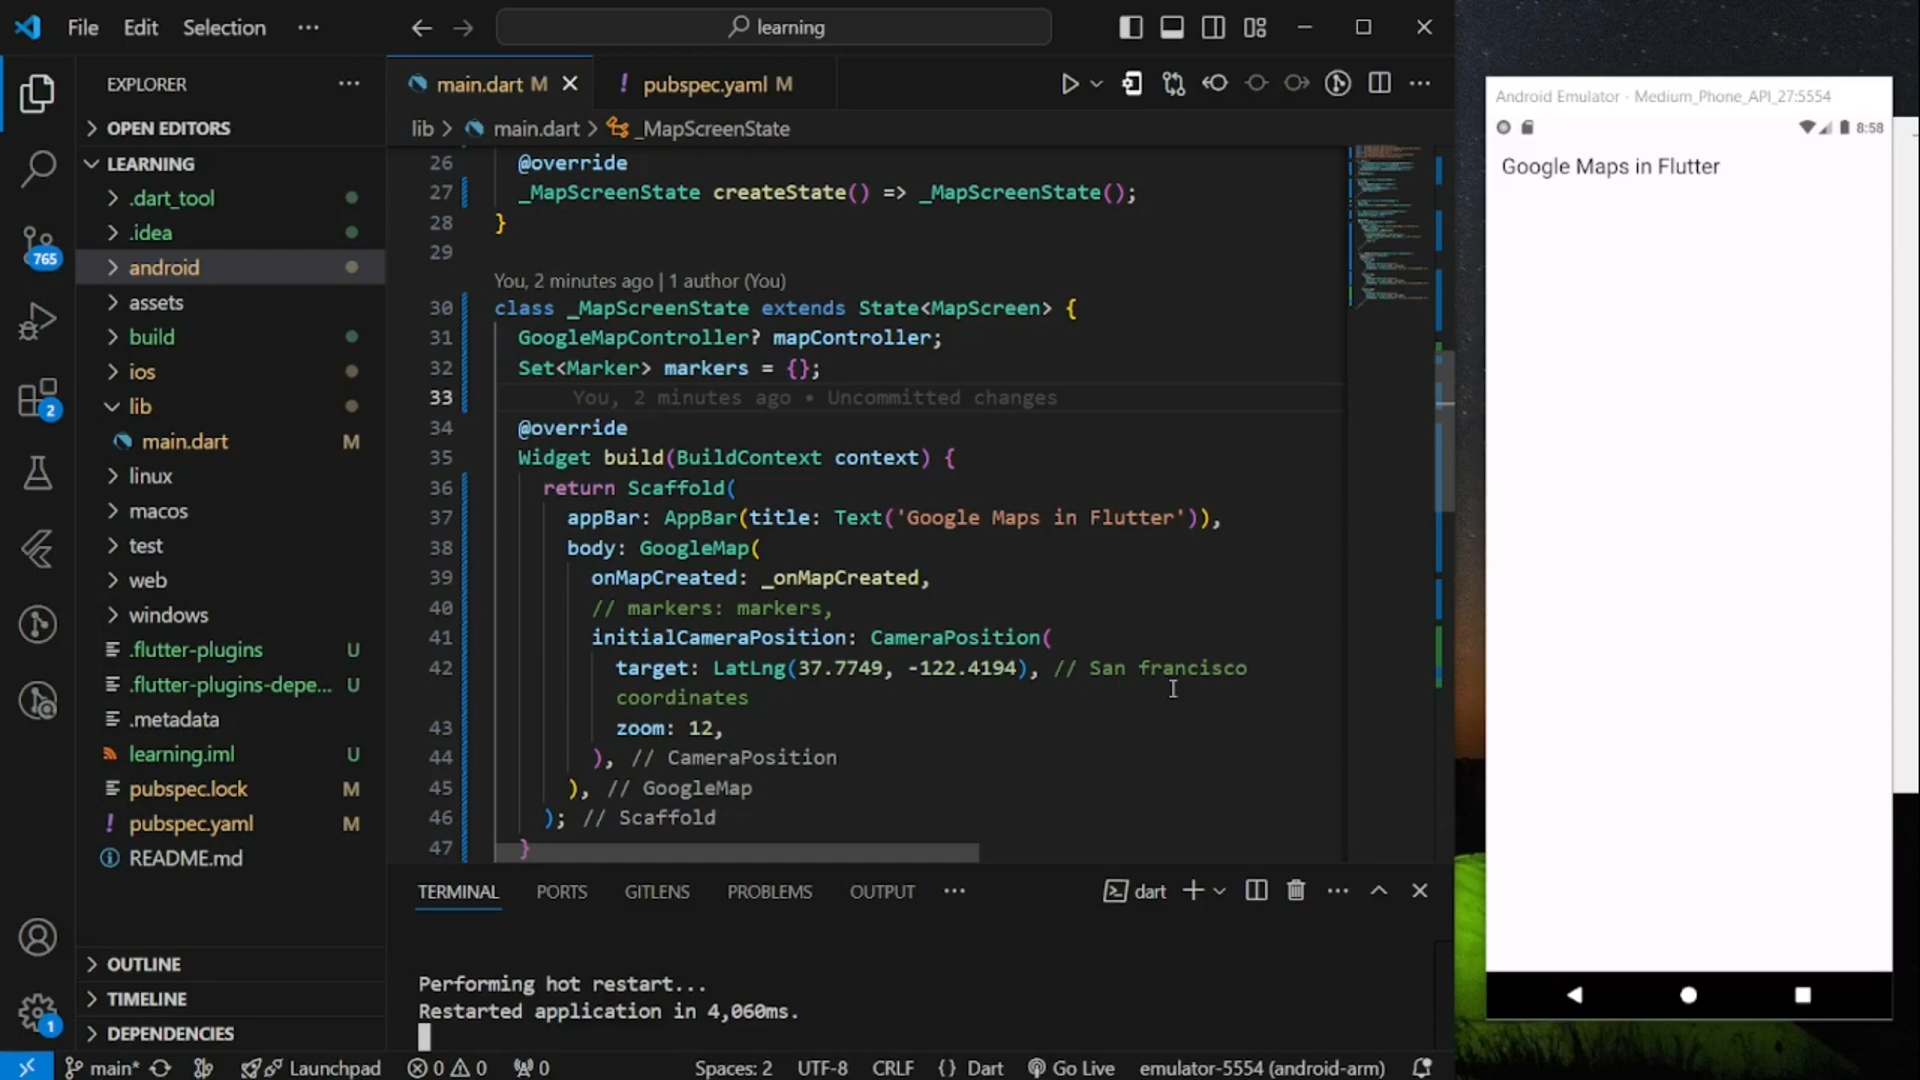 File Edit Selection ...
learning
EXPLORER
OPEN EDITORS
LEARNING
.dart_tool
.idea
android
assets
build
ios
lib
main.dart M
linux
macos
test
web
windows
.flutter-plugins U
.flutter-plugins-depe... U
.metadata
learning.iml U
pubspec.lock M
pubspec.yaml M
README.md
OUTLINE
TIMELINE
DEPENDENCIES
765
2
1
main.dart M
! pubspec.yaml M
lib > main.dart > _MapScreenState
26 @override
27 _MapScreenState createState() => _MapScreenState();
28 }
29
You, 2 minutes ago | 1 author (You)
30 class _MapScreenState extends State<MapScreen> {
31 GoogleMapController? mapController;
32 Set<Marker> markers = {};
33 You, 2 minutes ago • Uncommitted changes
34 @override
35 Widget build(BuildContext context) {
36 return Scaffold(
37 appBar: AppBar(title: Text('Google Maps in Flutter')),
38 body: GoogleMap(
39 onMapCreated: _onMapCreated,
40 // markers: markers,
41 initialCameraPosition: CameraPosition(
42 target: LatLng(37.7749, -122.4194), // San francisco
coordinates
43 zoom: 12,
44 ), // CameraPosition
45 ), // GoogleMap
46 ); // Scaffold
47 }
TERMINAL PORTS GITLENS PROBLEMS OUTPUT ...
dart
Performing hot restart...
Restarted application in 4,060ms.
main* Launchpad 0 0 0 Spaces: 2 UTF-8 CRLF {} Dart Go Live emulator-5554 (android-arm)
Android Emulator - Medium_Phone_API_27:5554
8:58
Google Maps in Flutter